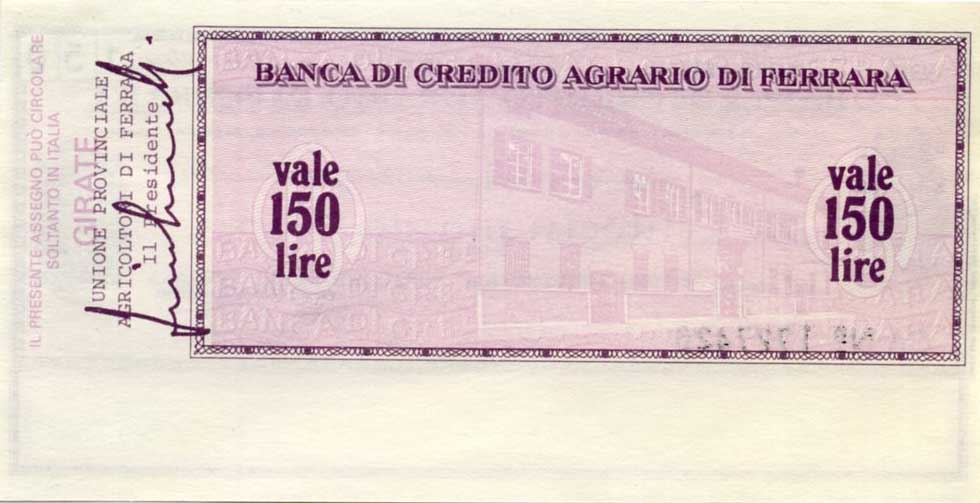 BANCA DI CREDITO AGRARIO DI FERRARA
vale
150
lire
vale
150
lire
IL PRESENTE ASSEGNO PUÒ CIRCOLARE
SOLTANTO IN ITALIA
GIRATE
UNIONE PROVINCIALE
AGRICOLTORI DI FERRARA
Il Presidente